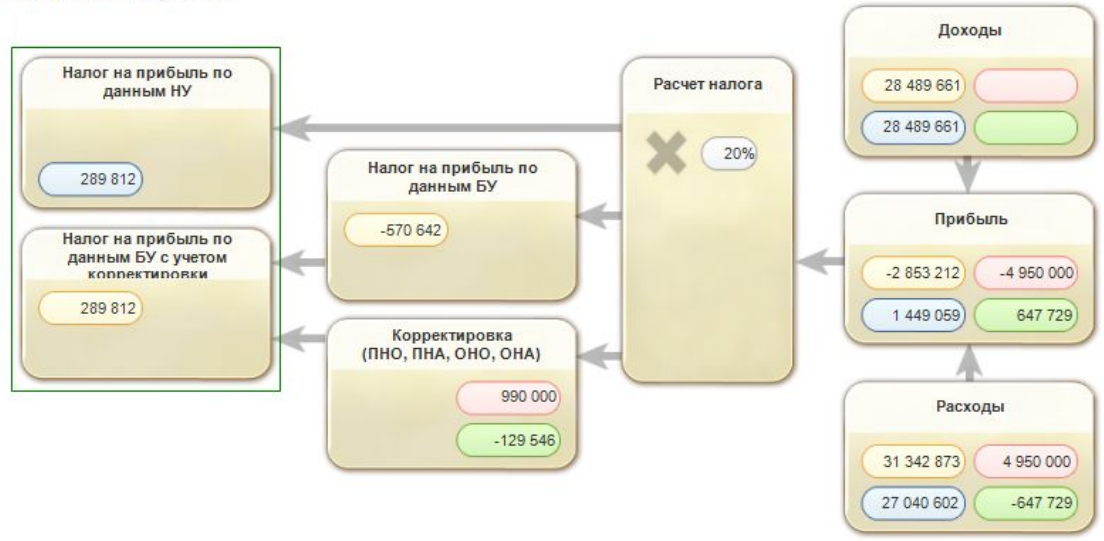 Налог на прибыль по
данным НУ
289 812
Налог на прибыль по
данным БУ с учетом
корректировки
289 812
Налог на прибыль по
данным БУ
-570 642
Корректировка
(ПНО, ПНА, ОНО, ОНА)
990 000
-129 546
Расчет налога
20%
Доходы
28 489 661
28 489 661
Прибыль
-2 853 212 -4 950 000
1 449 059 647 729
Расходы
31 342 873 4 950 000
27 040 602 -647 729